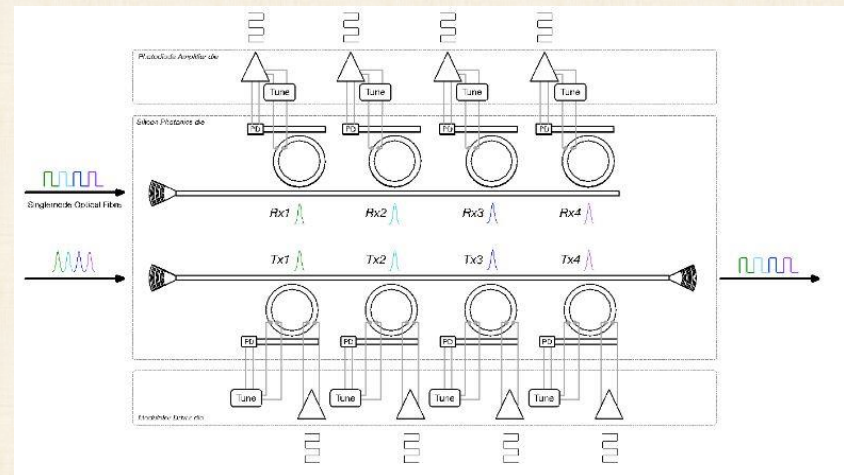 Photodiode Amplifier die
Tune Tune Tune Tune
Silicon Photonics die
PD PD PD PD
Singlemode Optical Fibre
Rx1 Rx2 Rx3 Rx4
Tx1 Tx2 Tx3 Tx4
PD PD PD PD
Tune Tune Tune Tune
Modulator Driver die